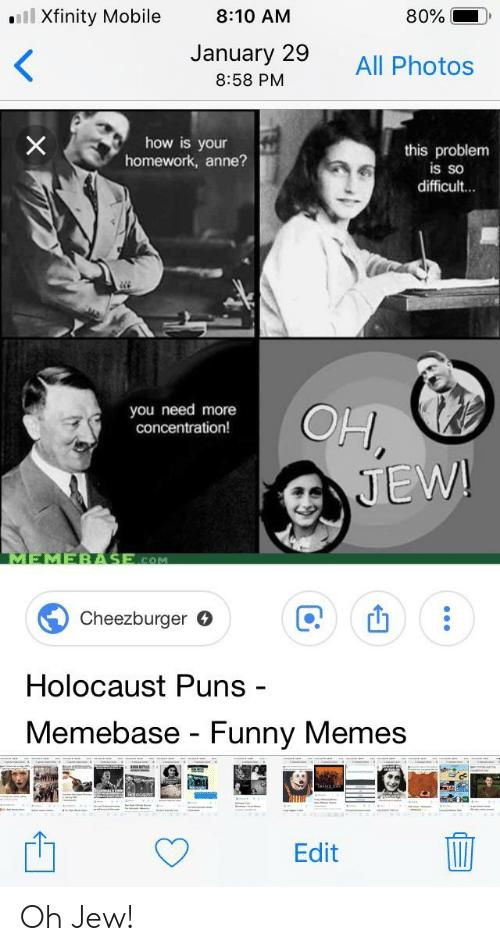 Xfinity Mobile 8:10 AM 80%
January 29
8:58 PM
All Photos
how is your
homework, anne?
this problem
is so
difficult...
you need more
concentration!
OH,
JEW!
MEMEBASE.COM
Cheezburger
Holocaust Puns -
Memebase - Funny Memes
Edit
Oh Jew!